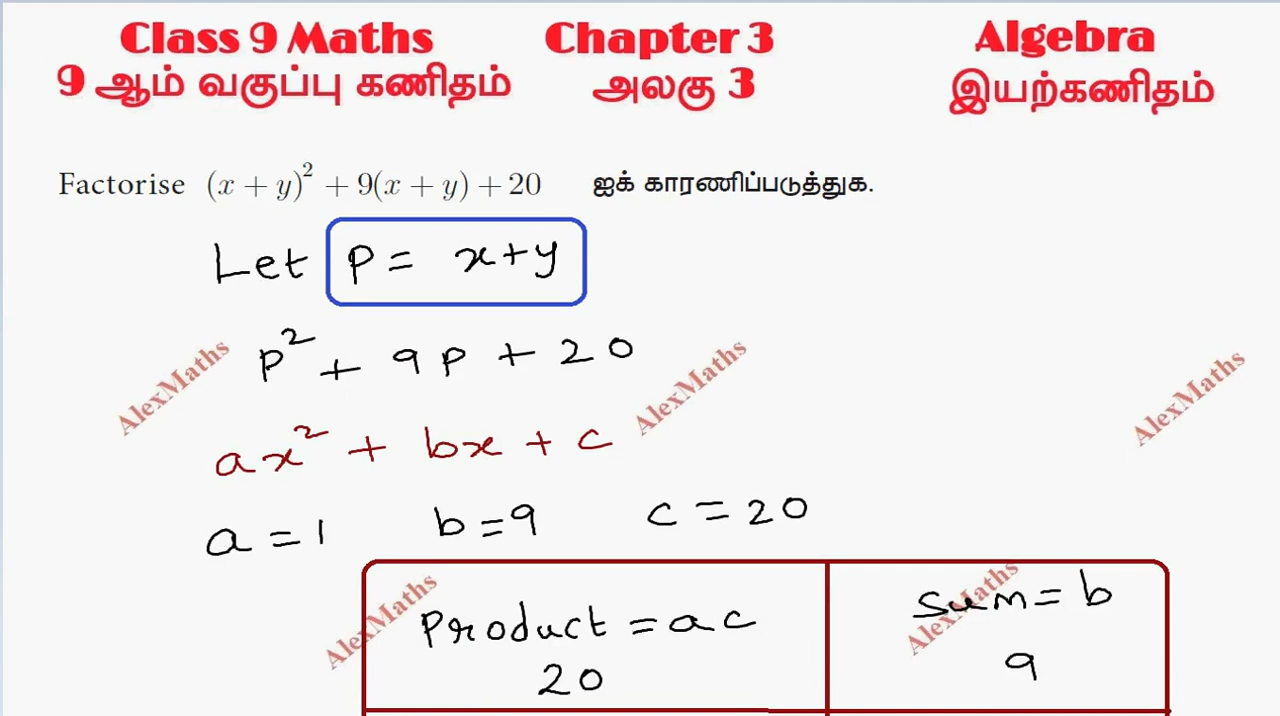 Class 9 Maths Chapter 3 Algebra
9 ஆம் வகுப்பு கணிதம் அலகு 3 இயற்கணிதம்
Factorise (x + y)² + 9(x + y) + 20 ஐக் காரணிப்படுத்துக.
Let p = x+y
p² + 9p + 20
AlexMaths AlexMaths AlexMaths
ax² + bx + c
a = 1 b = 9 c = 20
AlexMaths AlexMaths
Product = ac Sum = b
20 9